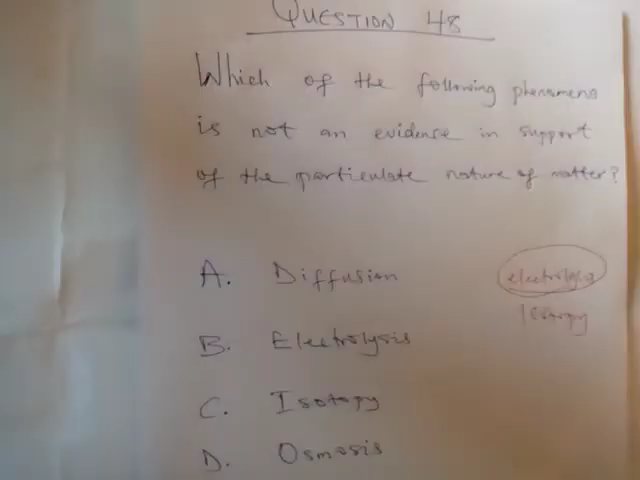 QUESTION 48
Which of the following phenomena
is not an evidence in support
of the particulate nature of matter?
A. Diffusion
electrolysis
Isotopy
B. Electrolysis
C. Isotopy
D. Osmosis